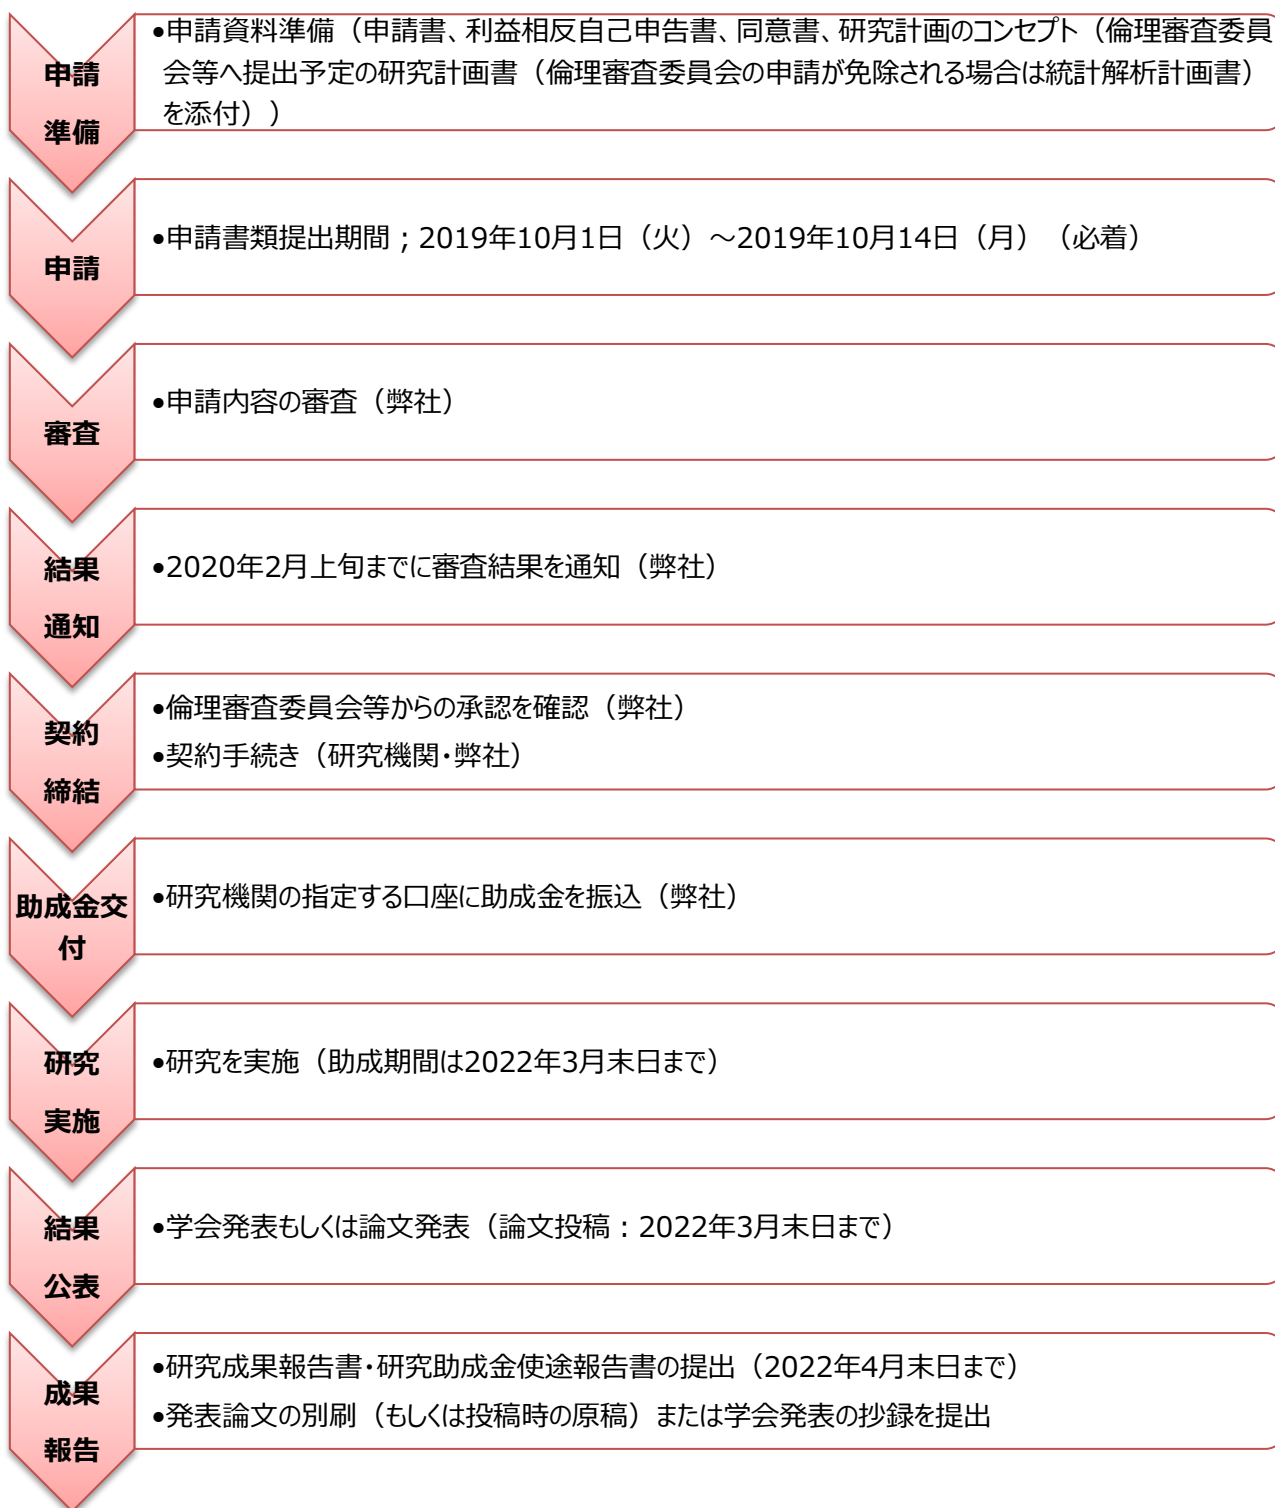 申請
準備
•申請資料準備（申請書、利益相反自己申告書、同意書、研究計画のコンセプト（倫理審査委員
会等へ提出予定の研究計画書（倫理審査委員会の申請が免除される場合は統計解析計画書）
を添付））
申請
•申請書類提出期間；2019年10月1日（火）～2019年10月14日（月）（必着）
審査
•申請内容の審査（弊社）
結果
通知
•2020年2月上旬までに審査結果を通知（弊社）
契約
締結
•倫理審査委員会等からの承認を確認（弊社）
•契約手続き（研究機関・弊社）
助成金交
付
•研究機関の指定する口座に助成金を振込（弊社）
研究
実施
•研究を実施（助成期間は2022年3月末日まで）
結果
公表
•学会発表もしくは論文発表（論文投稿：2022年3月末日まで）
成果
報告
•研究成果報告書・研究助成金使途報告書の提出（2022年4月末日まで）
•発表論文の別刷（もしくは投稿時の原稿）または学会発表の抄録を提出